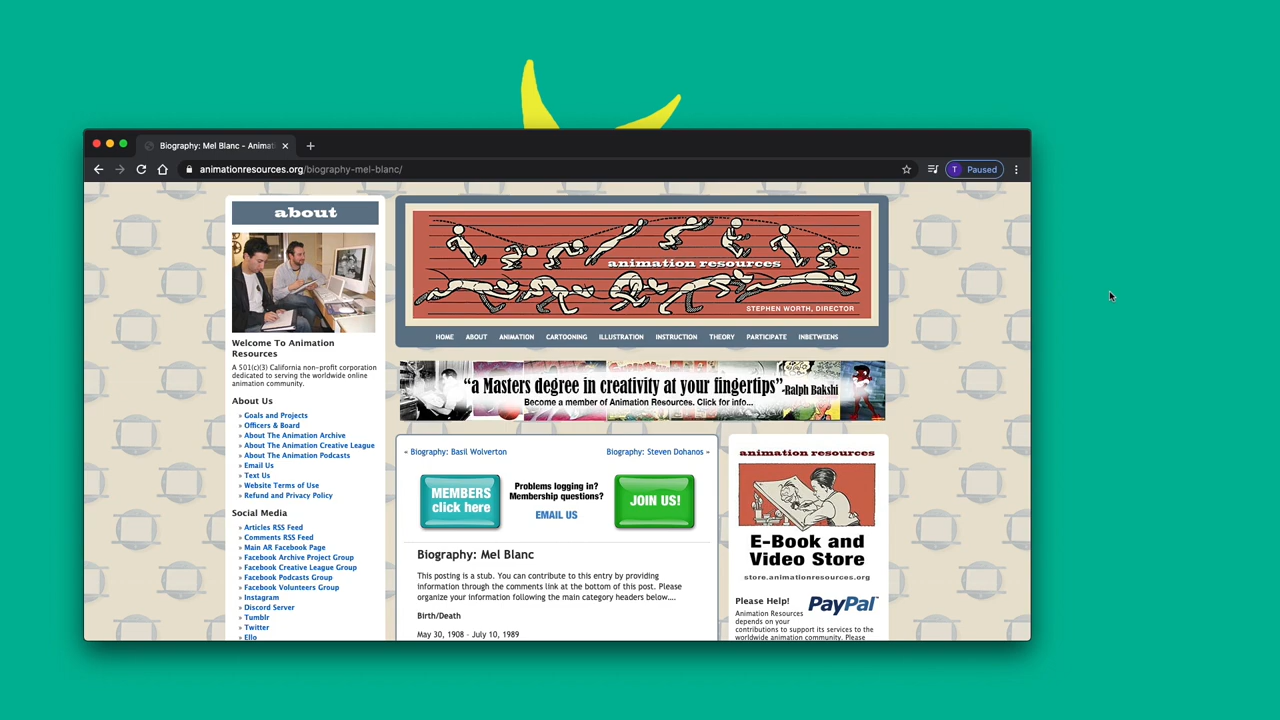 Biography: Mel Blanc - Animat
animationresources.org/biography-mel-blanc/
T Paused
about
Welcome To Animation
Resources
A 501(c)(3) California non-profit corporation
dedicated to serving the worldwide online
animation community.
About Us
» Goals and Projects
» Officers & Board
» About The Animation Archive
» About The Animation Creative League
» About The Animation Podcasts
» Email Us
» Text Us
» Website Terms of Use
» Refund and Privacy Policy
Social Media
» Articles RSS Feed
» Comments RSS Feed
» Main AR Facebook Page
» Facebook Archive Project Group
» Facebook Creative League Group
» Facebook Podcasts Group
» Facebook Volunteers Group
» Instagram
» Discord Server
» Tumblr
» Twitter
» Ello
animation resources
STEPHEN WORTH, DIRECTOR
HOME ABOUT ANIMATION CARTOONING ILLUSTRATION INSTRUCTION THEORY PARTICIPATE INBETWEENS
“a Masters degree in creativity at your fingertips” -Ralph Bakshi
Become a member of Animation Resources. Click for info...
« Biography: Basil Wolverton
Biography: Steven Dohanos »
MEMBERS
click here
Problems logging in?
Membership questions?
EMAIL US
JOIN US!
Biography: Mel Blanc
This posting is a stub. You can contribute to this entry by providing
information through the comments link at the bottom of this post. Please
organize your information following the main category headers below....
Birth/Death
May 30, 1908 – July 10, 1989
animation resources
E-Book and
Video Store
store.animationresources.org
Please Help!
PayPal
Animation Resources
depends on your
contributions to support its services to the
worldwide animation community. Please